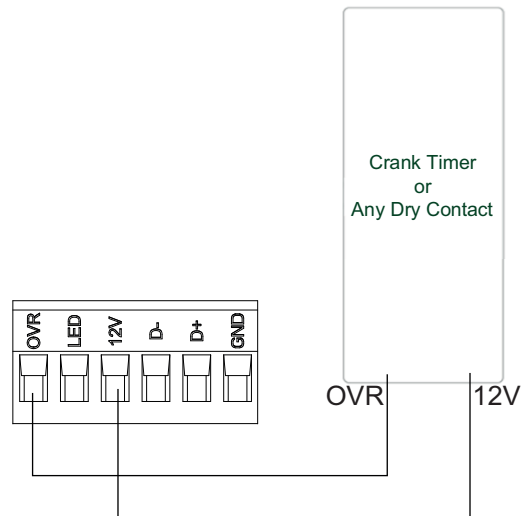 Crank Timer
or
Any Dry Contact
OVR
LED
12V
D-
D+
GND
OVR
12V